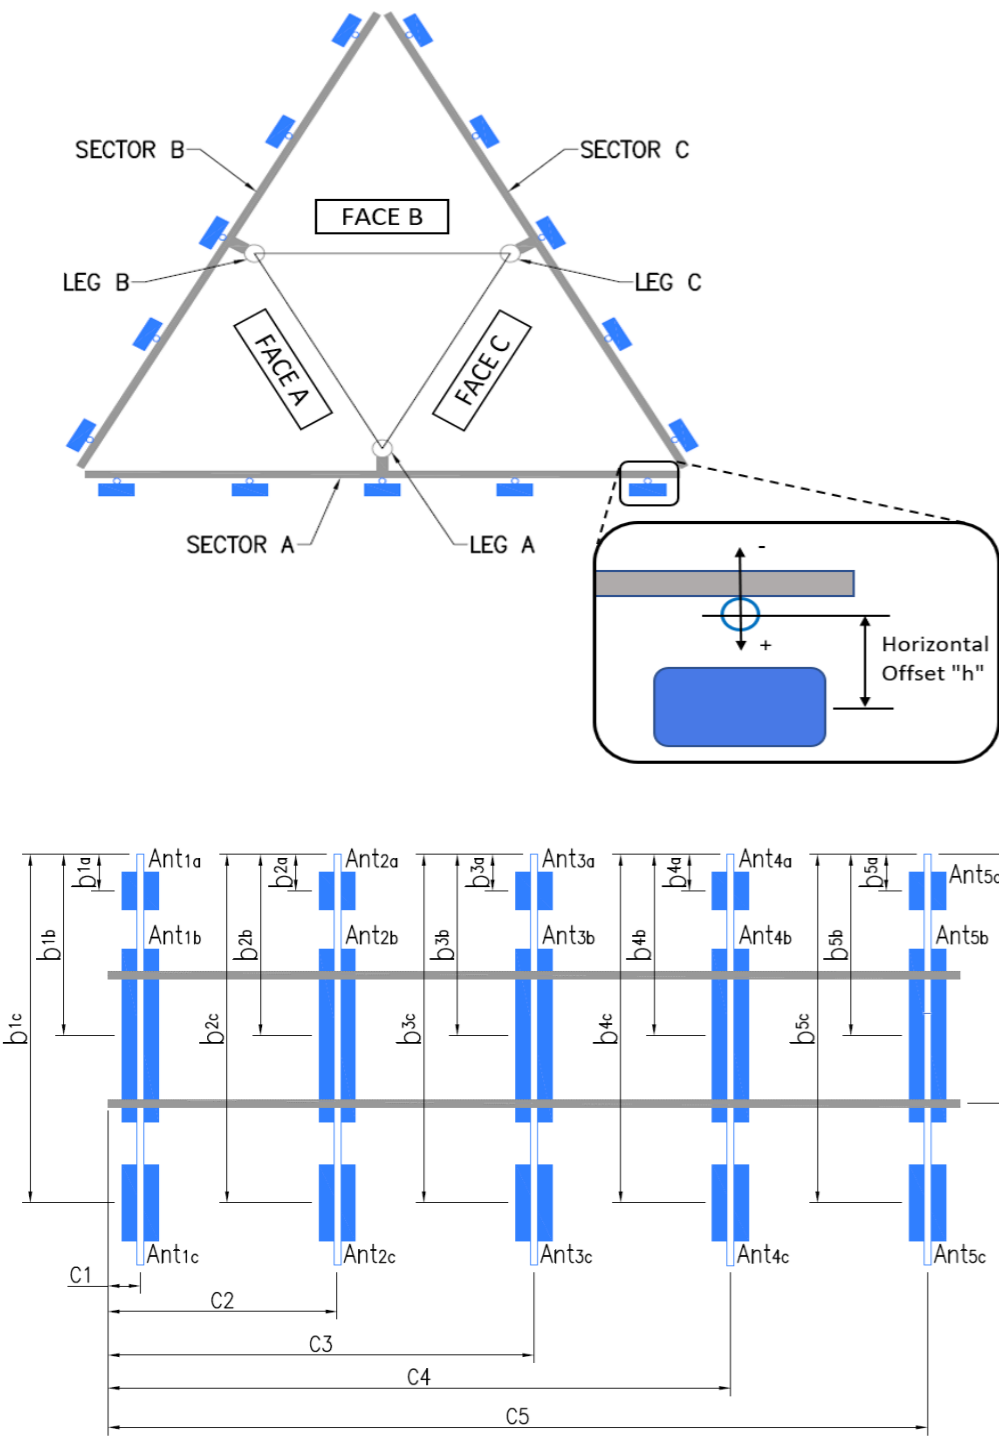 SECTOR B
SECTOR C
FACE B
LEG B
LEG C
FACE A
FACE C
SECTOR A
LEG A
-
+
Horizontal
Offset "h"
Ant1a
Ant2a
Ant3a
Ant4a
Ant5a
b1a
b2a
b3a
b4a
b5a
Ant1b
Ant2b
Ant3b
Ant4b
Ant5b
b1b
b2b
b3b
b4b
b5b
b1c
b2c
b3c
b4c
b5c
Ant1c
Ant2c
Ant3c
Ant4c
Ant5c
C1
C2
C3
C4
C5